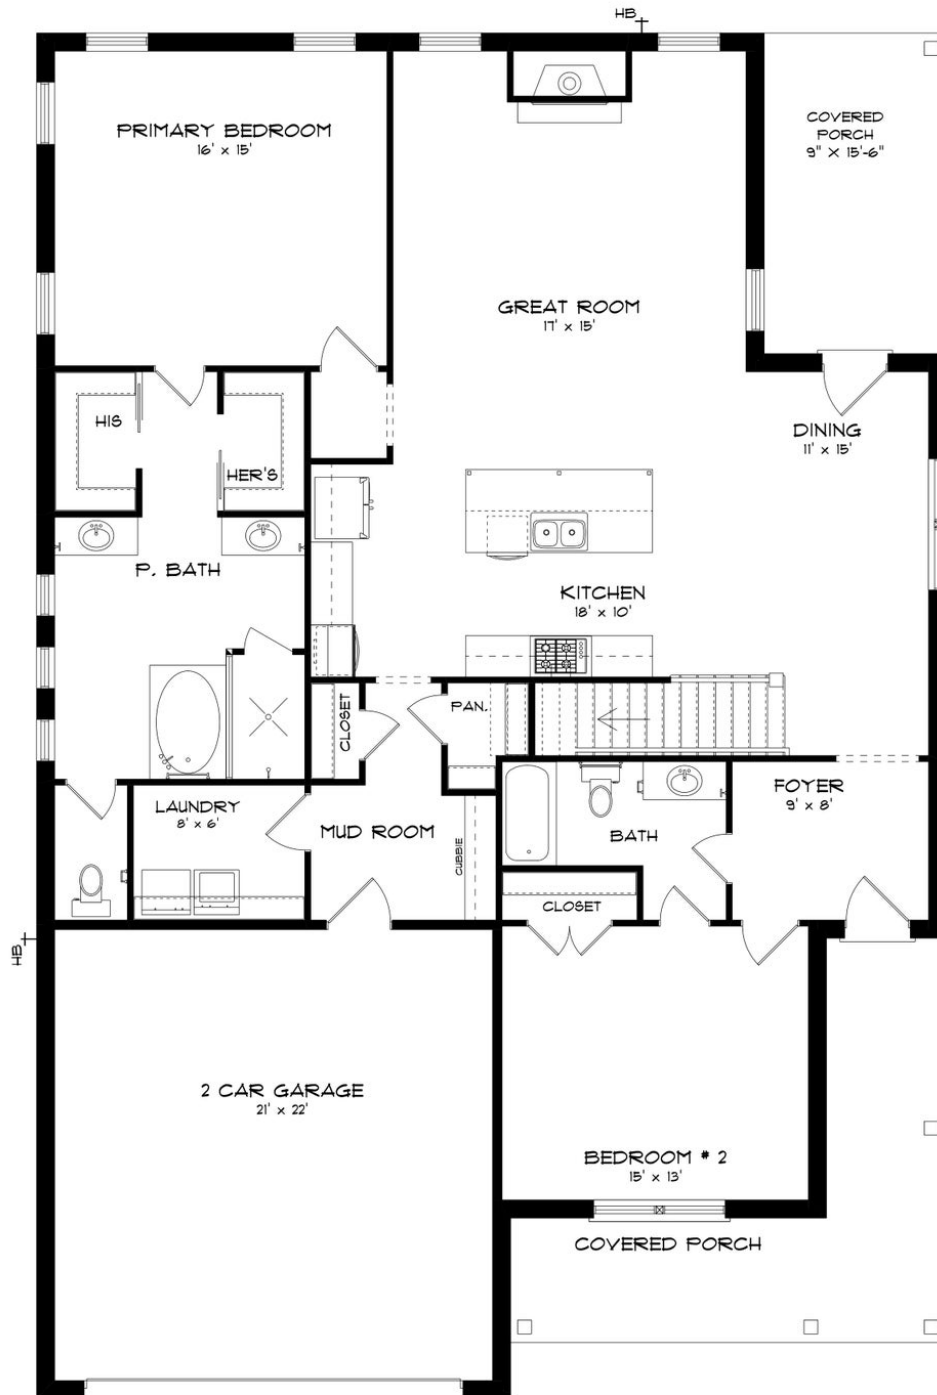 HB
PRIMARY BEDROOM
16' x 15'
COVERED
PORCH
9" X 15'-6"
GREAT ROOM
17' x 15'
HIS
HER'S
DINING
11' x 15'
P. BATH
KITCHEN
18' x 10'
CLOSET
PAN.
LAUNDRY
8' x 6'
MUD ROOM
CUBBIE
BATH
FOYER
9' x 8'
CLOSET
HB
2 CAR GARAGE
21' x 22'
BEDROOM # 2
15' x 13'
COVERED PORCH